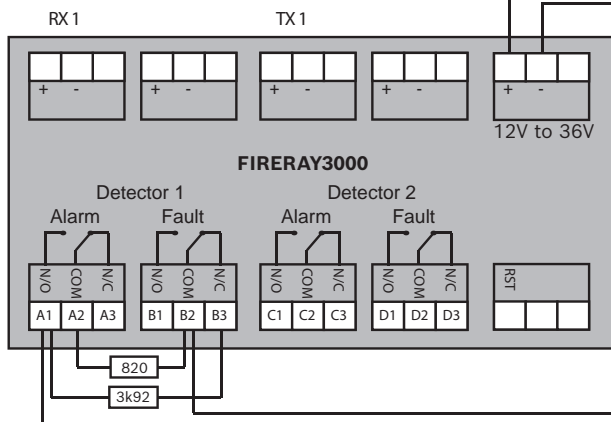 RX 1 TX 1
+ - + - + - + - + -
12V to 36V
FIRERAY3000
Detector 1 Detector 2
Alarm Fault Alarm Fault
N/O COM N/C N/O COM N/C N/O COM N/C N/O COM N/C RST
A1 A2 A3 B1 B2 B3 C1 C2 C3 D1 D2 D3
820
3k92